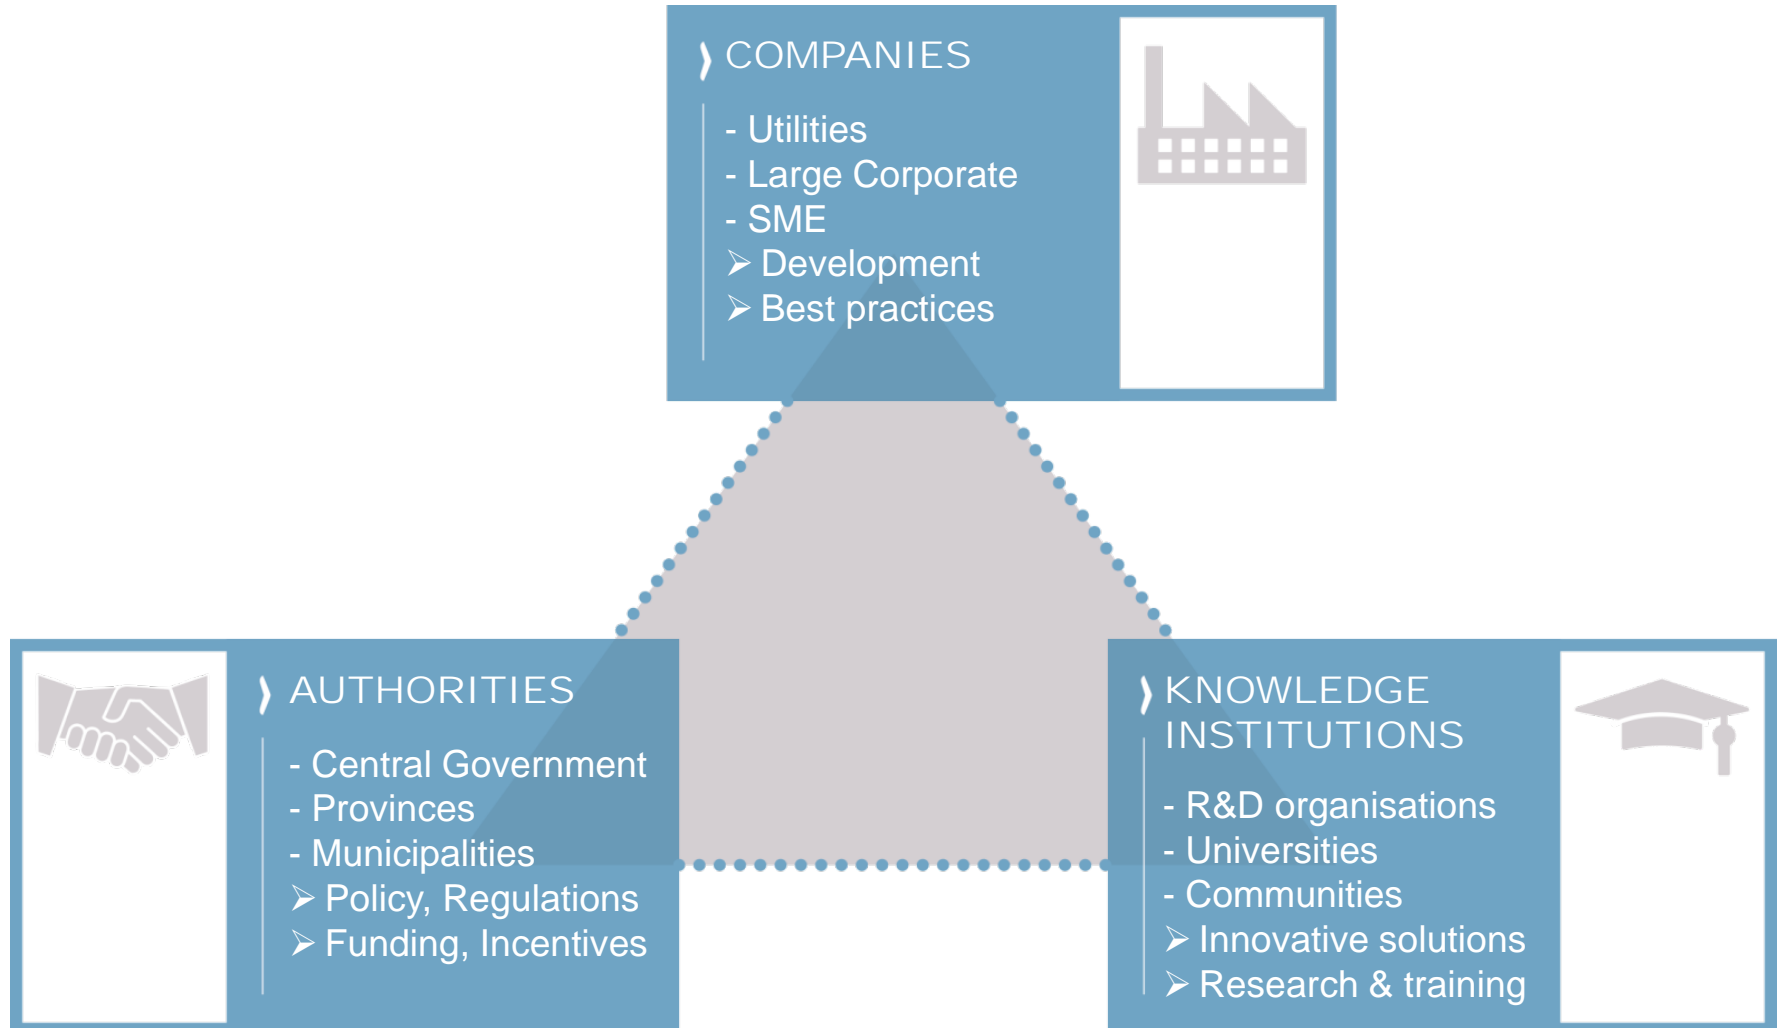 COMPANIES
- Utilities
- Large Corporate
- SME
➢ Development
➢ Best practices
AUTHORITIES
- Central Government
- Provinces
- Municipalities
➢ Policy, Regulations
➢ Funding, Incentives
KNOWLEDGE
INSTITUTIONS
- R&D organisations
- Universities
- Communities
➢ Innovative solutions
➢ Research & training